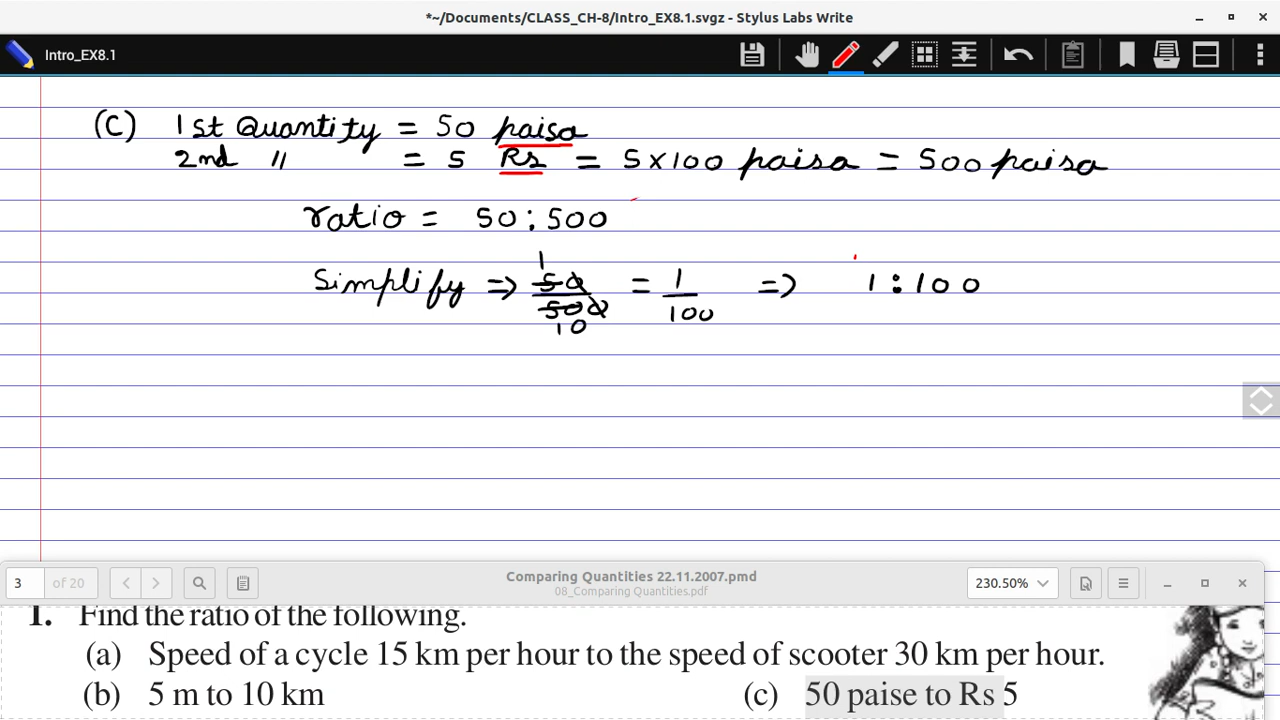 *~/Documents/CLASS_CH-8/Intro_EX8.1.svgz - Stylus Labs Write
Intro_EX8.1
(C) 1st Quantity = 50 paisa
2nd " = 5 Rs = 5×100 paisa = 500 paisa
ratio = 50:500
Simplify => 1 50/500 10 = 1/100 => 1:100
3 of 20
Comparing Quantities 22.11.2007.pmd
08_Comparing Quantities.pdf
230.50%
1. Find the ratio of the following.
(a) Speed of a cycle 15 km per hour to the speed of scooter 30 km per hour.
(b) 5 m to 10 km (c) 50 paise to Rs 5